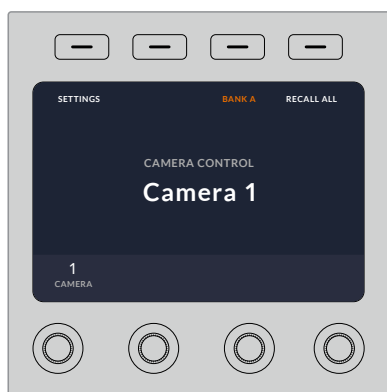 SETTINGS BANK A RECALL ALL
CAMERA CONTROL
Camera 1
1
CAMERA